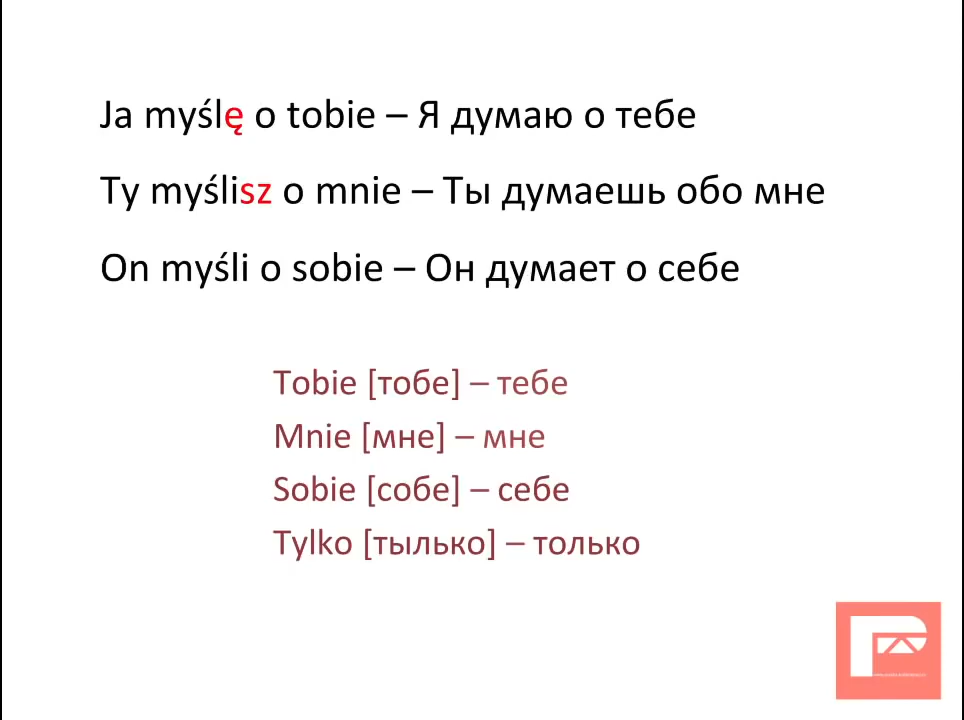 Ja myślę o tobie – Я думаю о тебе
Ty myślisz o mnie – Ты думаешь обо мне
On myśli o sobie – Он думает о себе
Tobie [тобе] – тебе
Mnie [мне] – мне
Sobie [собе] – себе
Tylko [тылько] – только